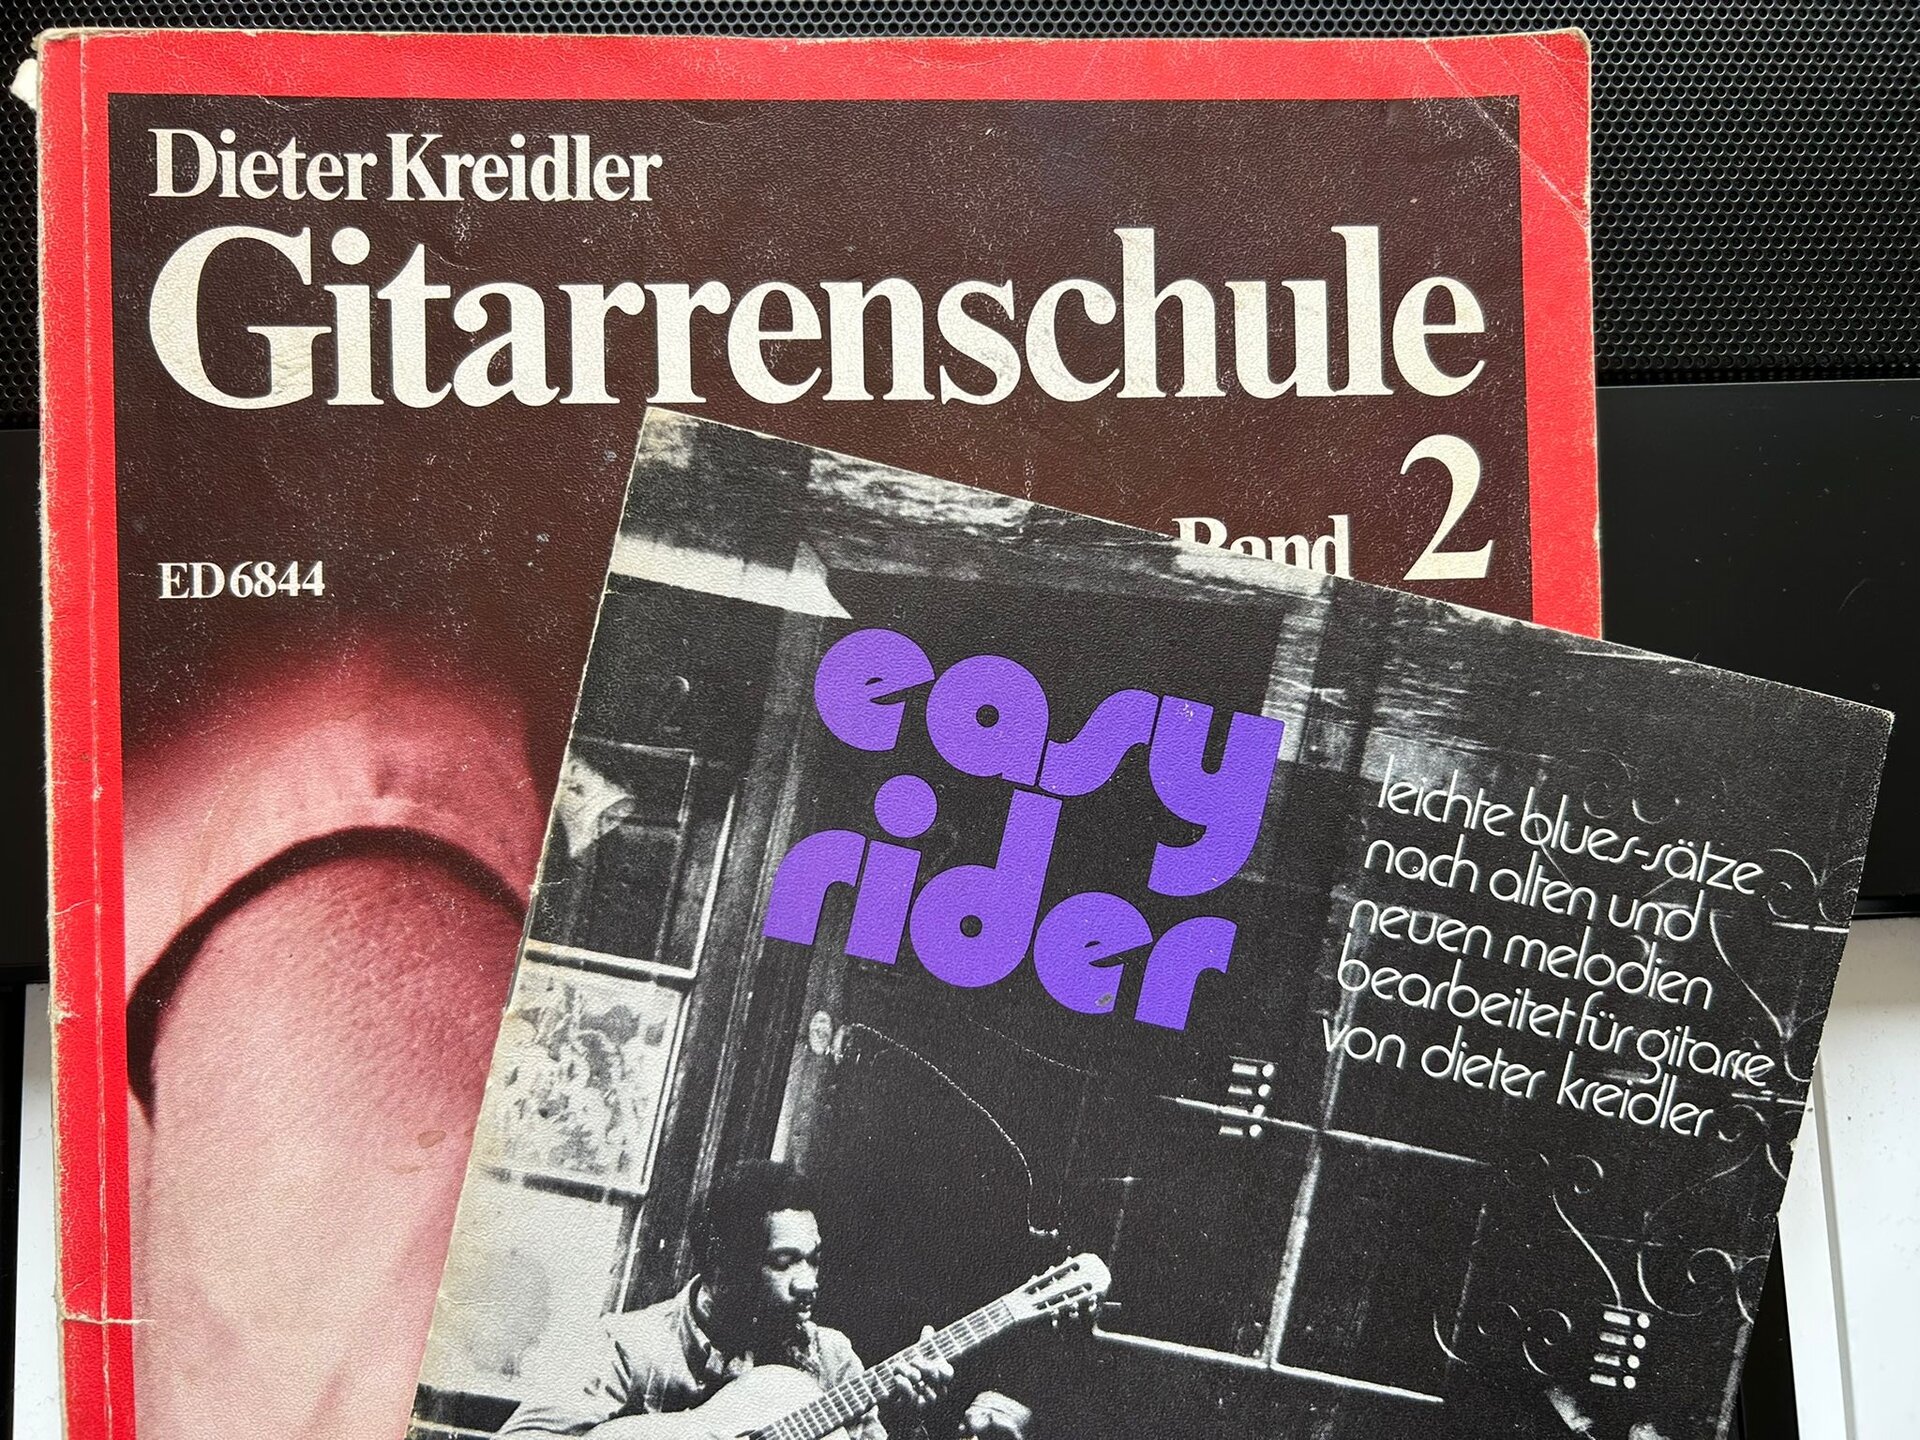 Dieter Kreidler
Gitarrenschule
Band 2
ED 6844
easy
rider
leichte blues-sätze
nach alten und
neuen melodien
bearbeitet für gitarre
von dieter kreidler